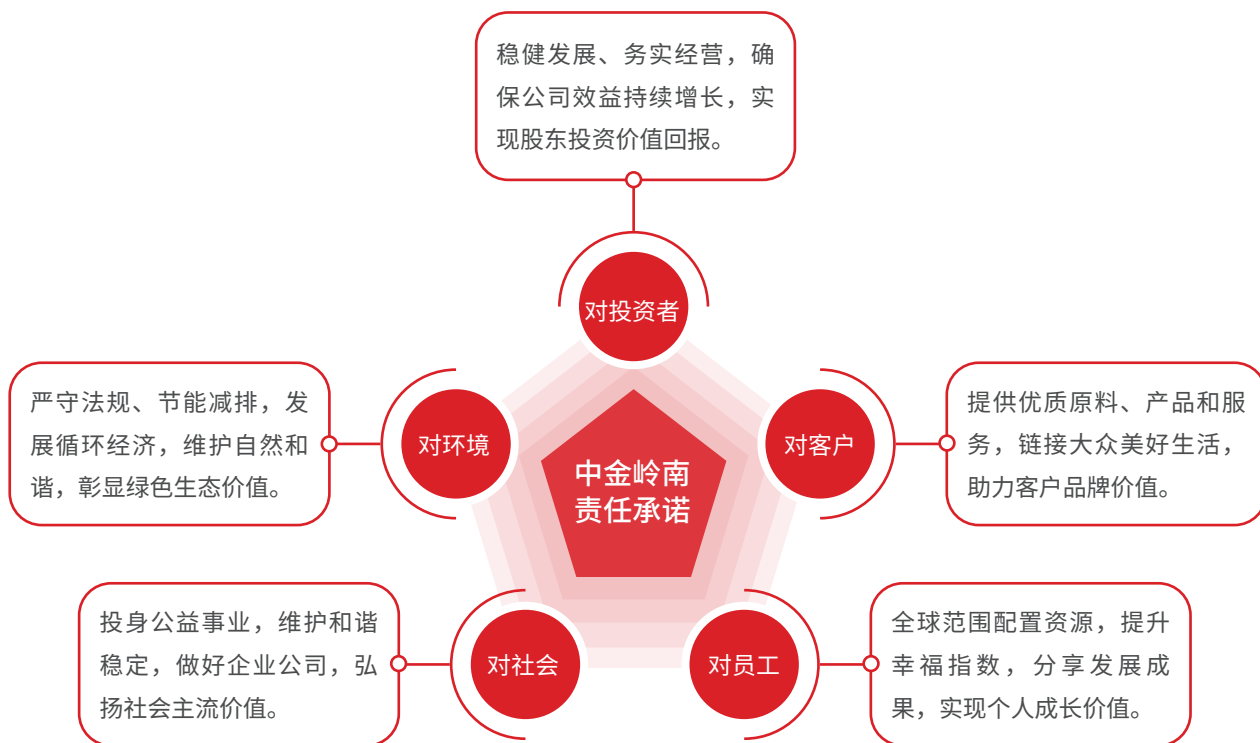 稳健发展、务实经营，确
保公司效益持续增长，实
现股东投资价值回报。
对投资者
严守法规、节能减排，发
展循环经济，维护自然和
谐，彰显绿色生态价值。
对环境
中金岭南
责任承诺
对客户
提供优质原料、产品和服
务，链接大众美好生活，
助力客户品牌价值。
投身公益事业，维护和谐
稳定，做好企业公司，弘
扬社会主流价值。
对社会
对员工
全球范围配置资源，提升
幸福指数，分享发展成
果，实现个人成长价值。